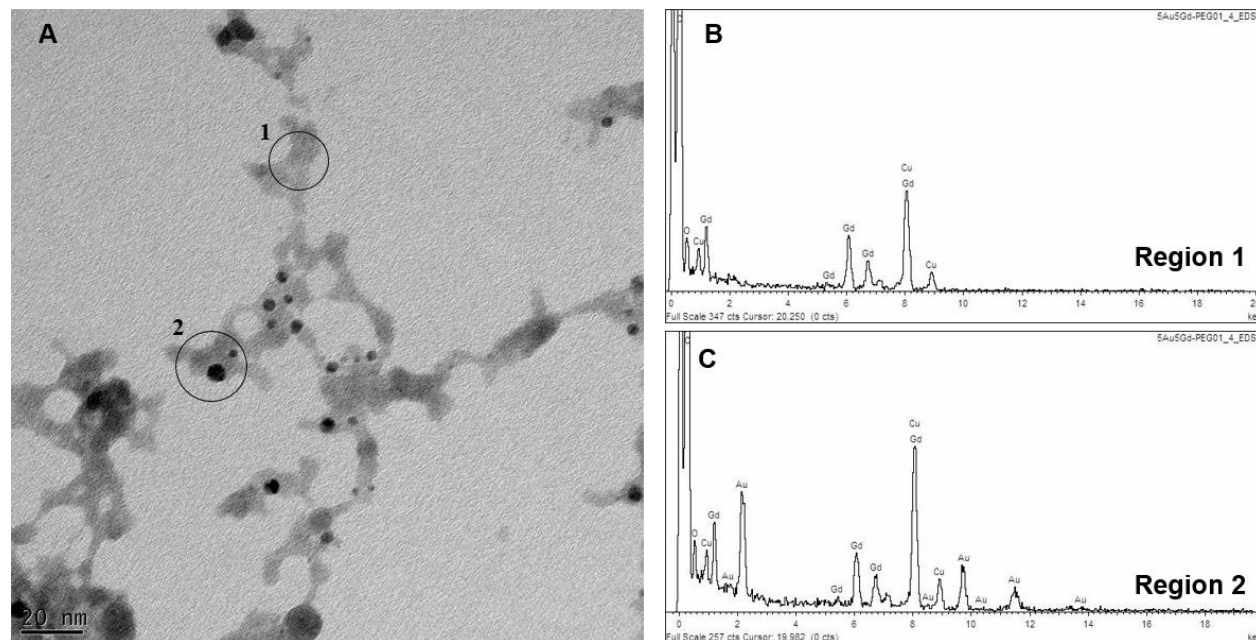 A
1
2
20 nm
B
5Au5Gd-PEG01_4_EDS
Cu
Gd
Gd
Gd
O
Cu
Gd
Gd
Cu
Region 1
0 2 4 6 8 10 12 14 16 18
Full Scale 347 cts Cursor: 20.250 (0 cts)
C
5Au5Gd-PEG01_4_EDS
Cu
Gd
Au
Gd
O
Cu
Gd
Gd
Au
Cu
Au
Au
Gd
Au
Au
Au
Region 2
0 2 4 6 8 10 12 14 16 18
Full Scale 257 cts Cursor: 19.982 (0 cts)